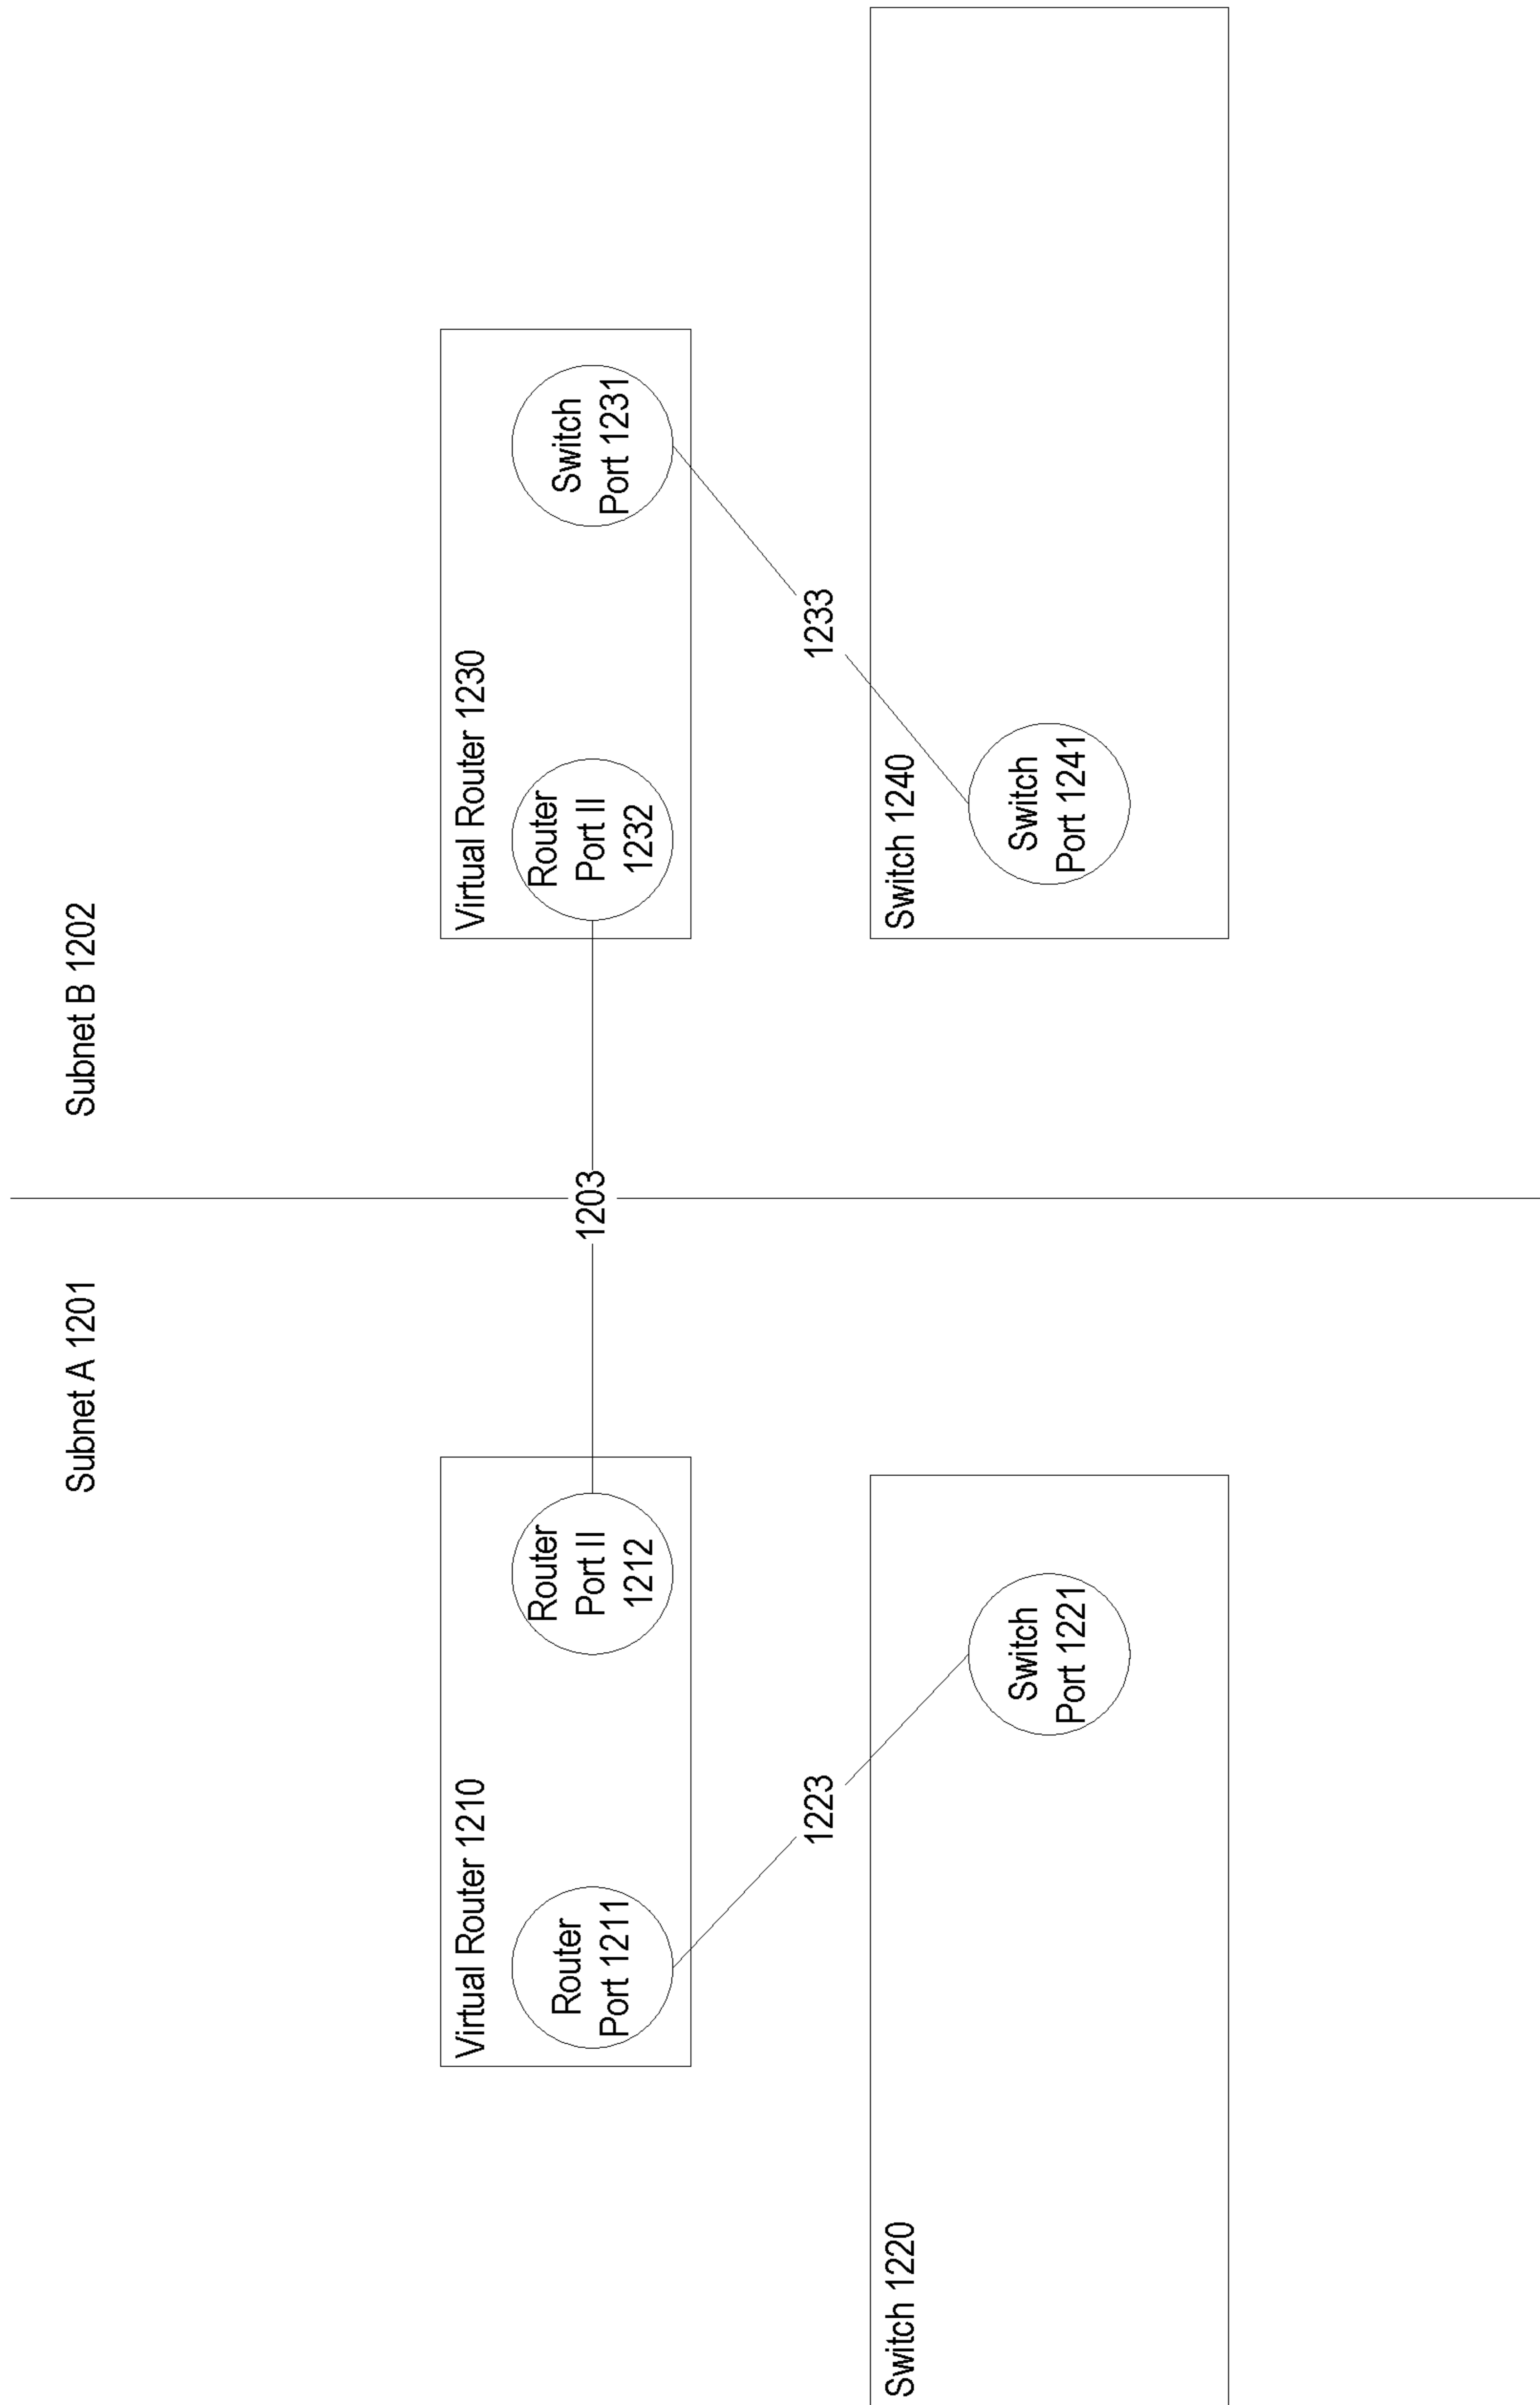 Subnet A 1201
Subnet B 1202
Virtual Router 1210
Router
Port 1211
Router
Port II
1212
1203
Virtual Router 1230
Router
Port II
1232
Switch
Port 1231
1223
1233
Switch 1220
Switch
Port 1221
Switch 1240
Switch
Port 1241